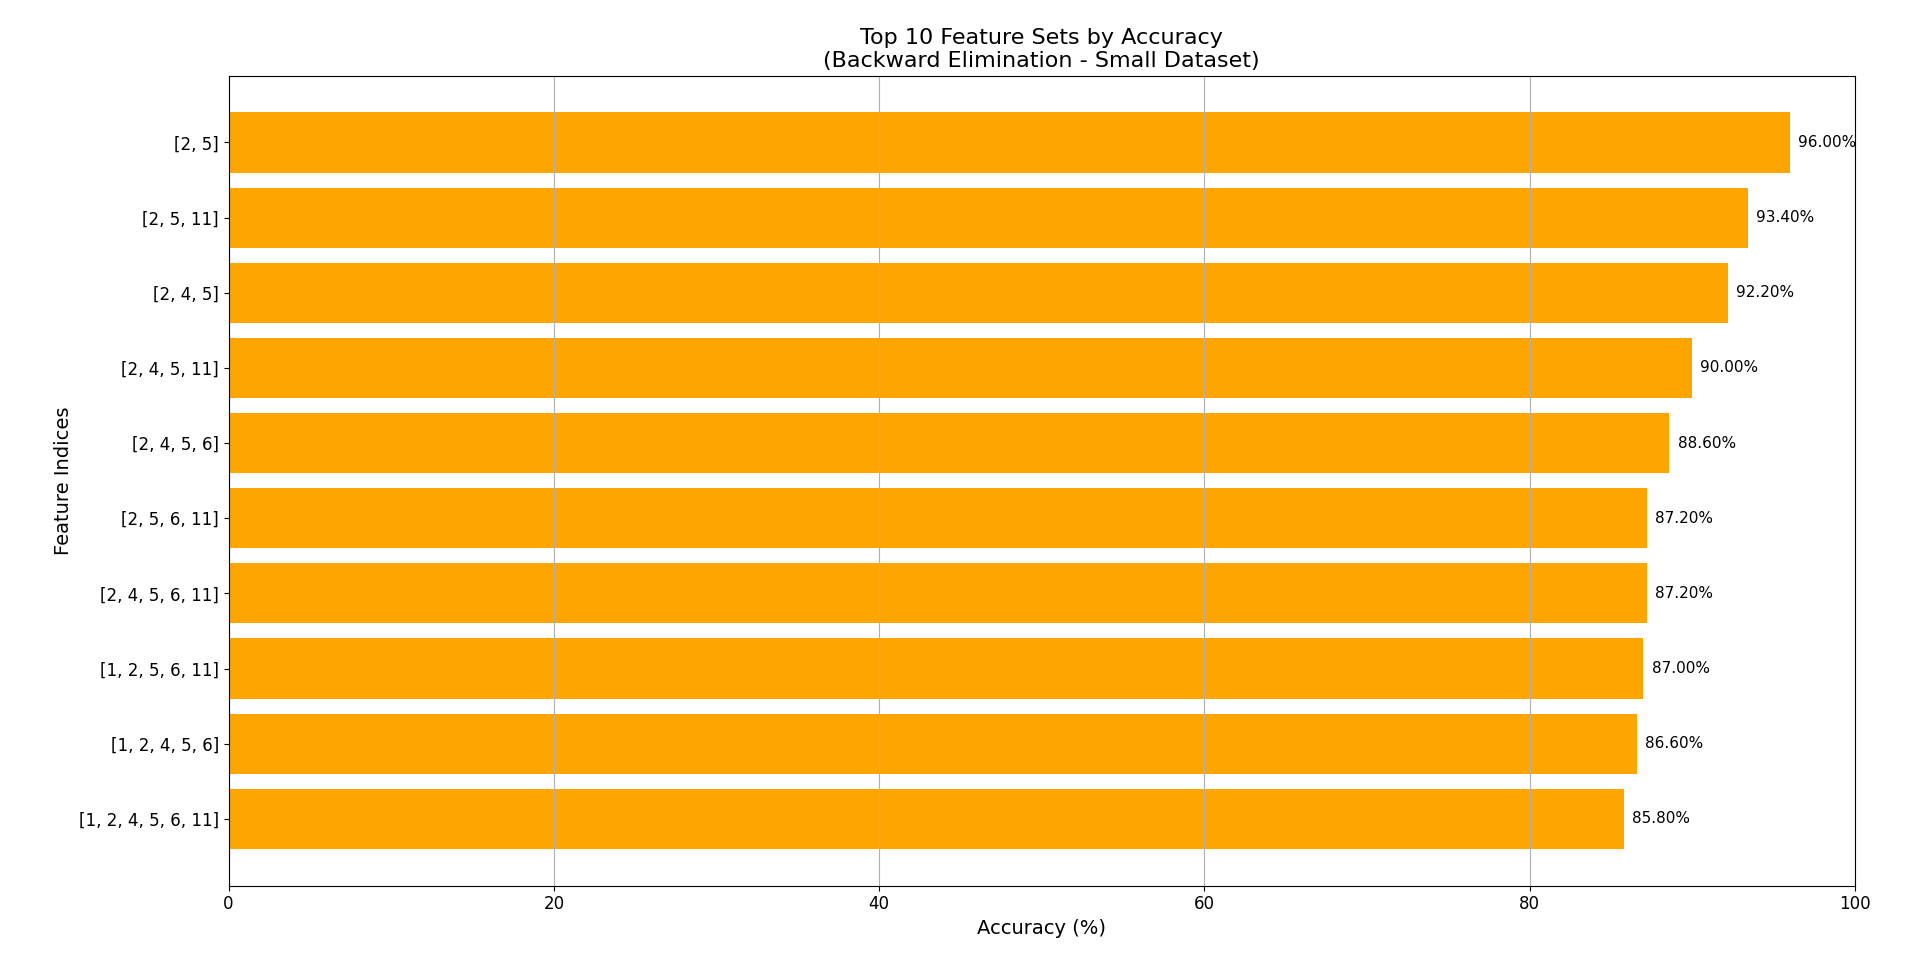 Top 10 Feature Sets by Accuracy
(Backward Elimination - Small Dataset)
Feature Indices
[2, 5]
96.00%
[2, 5, 11]
93.40%
[2, 4, 5]
92.20%
[2, 4, 5, 11]
90.00%
[2, 4, 5, 6]
88.60%
[2, 5, 6, 11]
87.20%
[2, 4, 5, 6, 11]
87.20%
[1, 2, 5, 6, 11]
87.00%
[1, 2, 4, 5, 6]
86.60%
[1, 2, 4, 5, 6, 11]
85.80%
0 20 40 60 80 100
Accuracy (%)